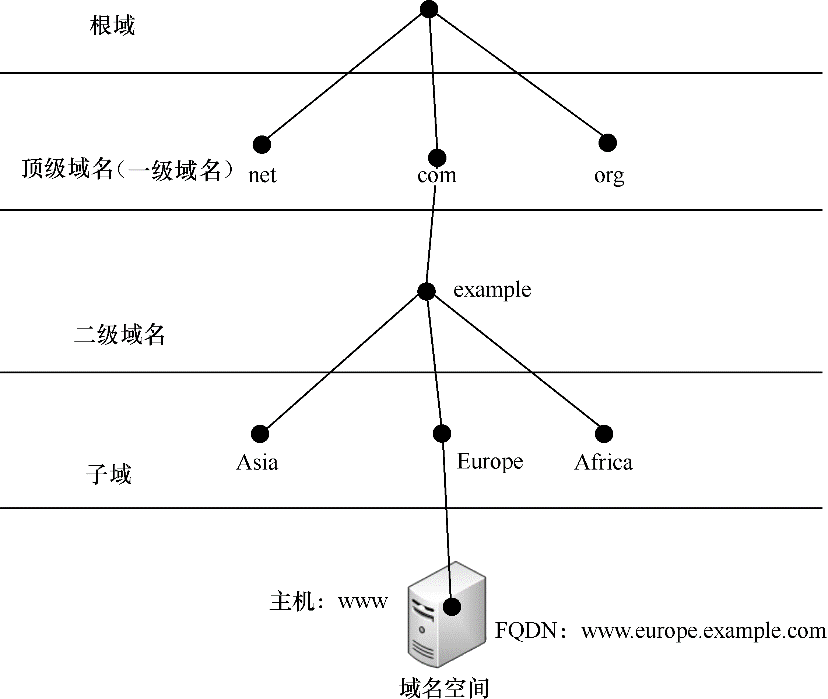 根域
顶级域名(一级域名)
net
com
org
example
二级域名
Asia
Europe
Africa
子域
主机：www
FQDN：www.europe.example.com
域名空间